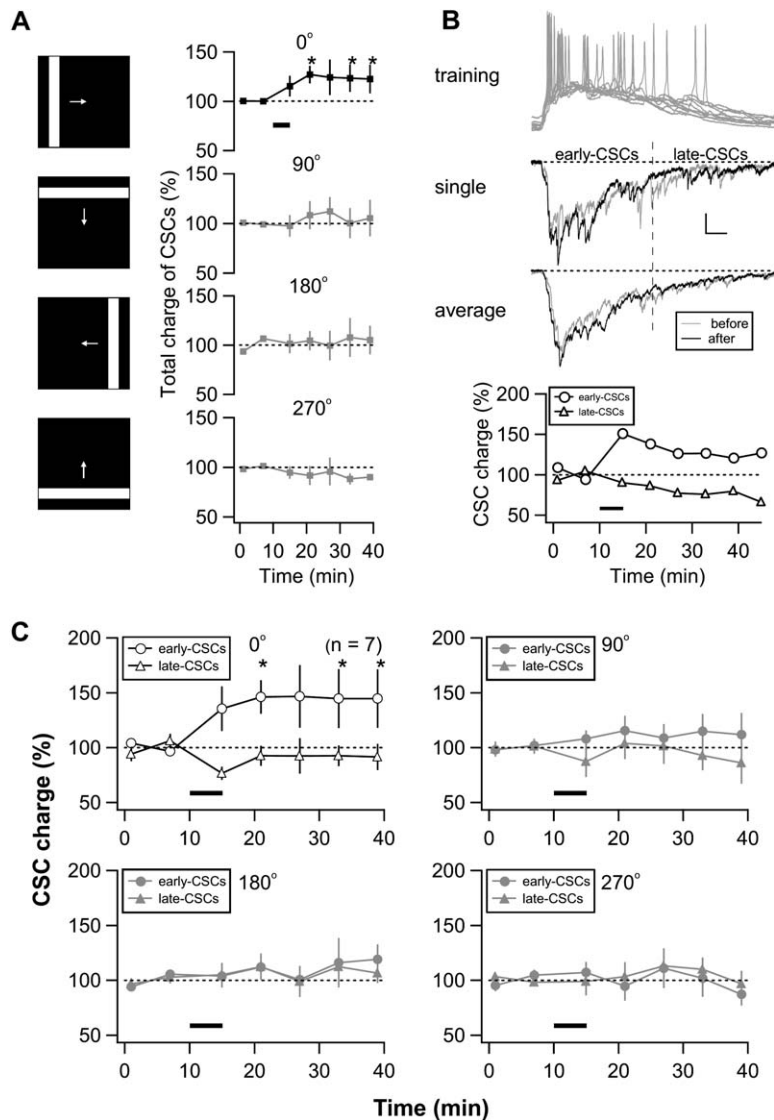 A
0°
* * *
150
100
50
90°
150
100
50
180°
150
100
50
270°
150
100
50
Total charge of CSCs (%)
0 10 20 30 40
Time (min)
B
training
early-CSCs late-CSCs
single
average
before
after
200
150
100
50
CSC charge (%)
early-CSCs
late-CSCs
0 10 20 30 40
Time (min)
C
early-CSCs
late-CSCs
0° (n = 7)
* * *
200
150
100
50
0 10 20 30 40
early-CSCs
late-CSCs
90°
200
150
100
50
0 10 20 30 40
CSC charge (%)
early-CSCs
late-CSCs
180°
200
150
100
50
0 10 20 30 40
early-CSCs
late-CSCs
270°
200
150
100
50
0 10 20 30 40
Time (min)